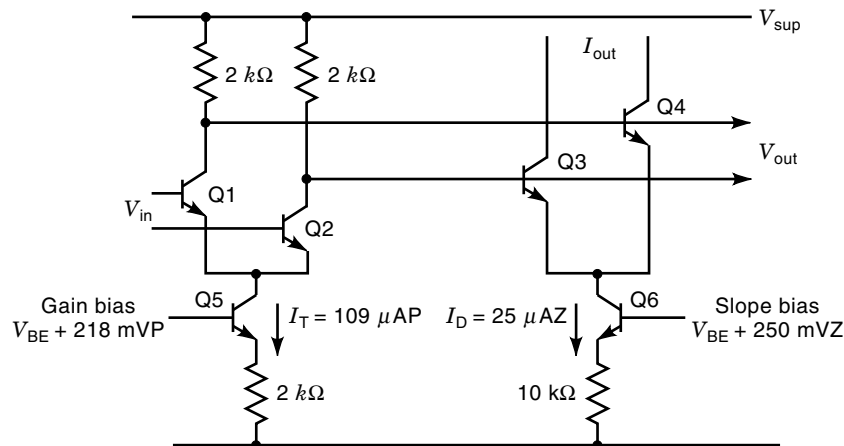 V_sup
I_out
2 kΩ
2 kΩ
Q4
V_out
Q3
Q1
V_in
Q2
Gain bias
V_BE + 218 mVP
Q5
I_T = 109 μAP
I_D = 25 μAZ
Q6
Slope bias
V_BE + 250 mVZ
2 kΩ
10 kΩ